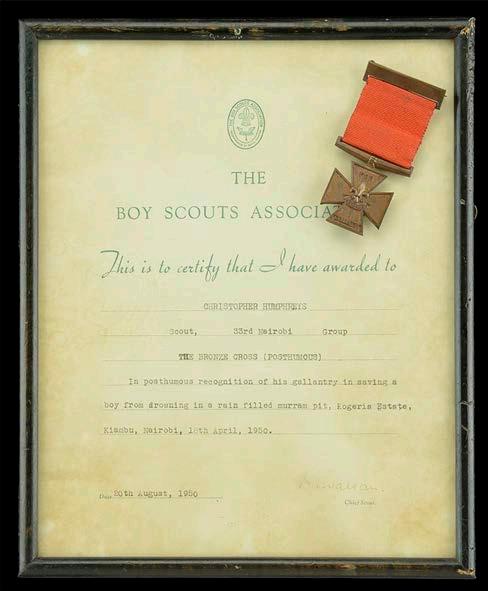 THE
BOY SCOUTS ASSOCIA
This is to certify that I have awarded to
CHRISTOPHER HUMPHREYS
Scout, 33rd Nairobi Group
THE BRONZE CROSS (POSTHUMOUS)
In posthumous recognition of his gallantry in saving a
boy from drowning in a rain filled murram pit, Rogeris Estate,
Kiambu, Nairobi, 18th April, 1950.
Date 20th August, 1950
Chief Scout.